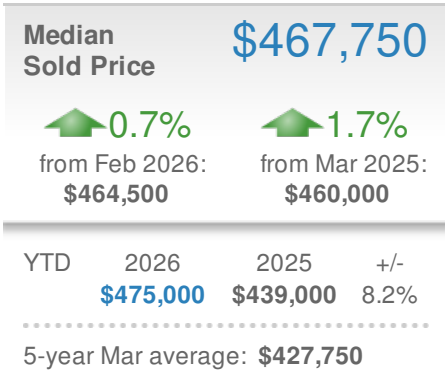 Median $467,750
Sold Price
0.7% 1.7%
from Feb 2026: from Mar 2025:
$464,500 $460,000
YTD 2026 2025 +/-
$475,000 $439,000 8.2%
5-year Mar average: $427,750